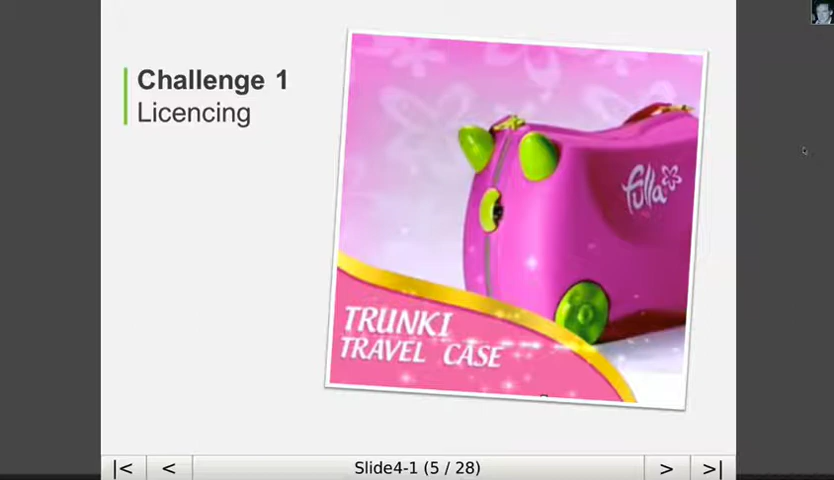 Challenge 1
Licencing
fulla
TRUNKI
TRAVEL CASE
|< < Slide4-1 (5 / 28) > >|